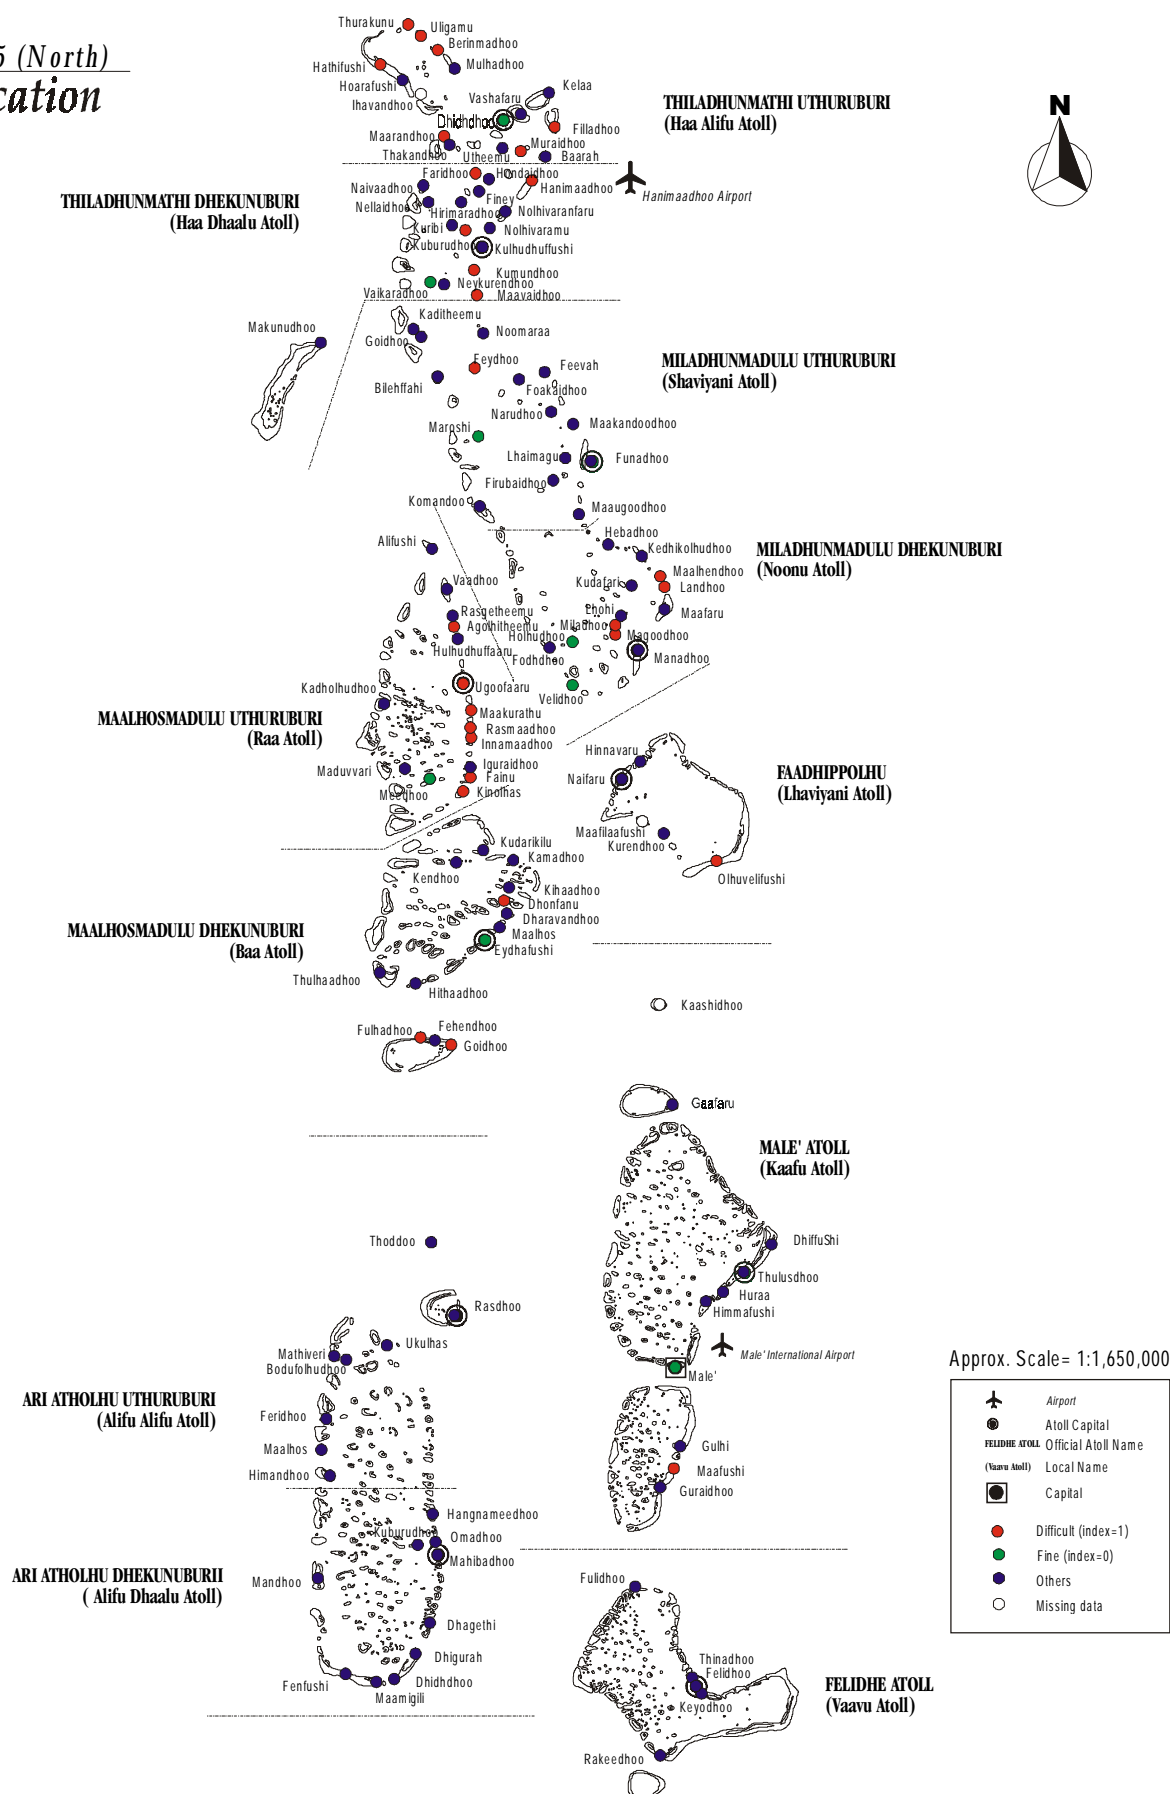 5 (North)
cation
Thurakunu
Uligamu
Berinmadhoo
Hathifushi
Mulhadhoo
Hoarafushi
Ihavandhoo
Vashafaru
Kelaa
Dhidhdhoo
Filladhoo
Maarandhoo
Muraidhoo
Thakandhoo
Utheemu
Baarah
THILADHUNMATHI UTHURUBURI
(Haa Alifu Atoll)
N
Faridhoo
Hondaidhoo
Hanimaadhoo
Hanimaadhoo Airport
Naivaadhoo
Finey
Nellaidhoo
Hirimaradhoo
Nolhivaranfaru
Kuribi
Nolhivaramu
Kuburudhoo
Kulhudhuffushi
Kumundhoo
Neykurendhoo
Vaikaradhoo
Maavaidhoo
THILADHUNMATHI DHEKUNUBURI
(Haa Dhaalu Atoll)
Makunudhoo
Kaditheemu
Goidhoo
Noomaraa
Feydhoo
Feevah
Bilehffahi
Foakaidhoo
Narudhoo
Maakandoodhoo
Maroshi
Lhaimagu
Funadhoo
Firubaidhoo
Komandoo
Maaugoodhoo
MILADHUNMADULU UTHURUBURI
(Shaviyani Atoll)
Hebadhoo
Kedhikolhudhoo
Maalhendhoo
Kudafari
Landhoo
Lhohi
Maafaru
Miladhoo
Magoodhoo
Holhudhoo
Fodhdhoo
Manadhoo
Velidhoo
MILADHUNMADULU DHEKUNUBURI
(Noonu Atoll)
Alifushi
Vaadhoo
Rasgetheemu
Agolhitheemu
Hulhudhuffaaru
Ugoofaaru
Kadholhudhoo
Maakurathu
Rasmaadhoo
Innamaadhoo
Iguraidhoo
Maduvvari
Fainu
Meedhoo
Kinolhas
MAALHOSMADULU UTHURUBURI
(Raa Atoll)
Hinnavaru
Naifaru
Maafilaafushi
Kurendhoo
Olhuvelifushi
FAADHIPPOLHU
(Lhaviyani Atoll)
Kudarikilu
Kamadhoo
Kendhoo
Kihaadhoo
Dhonfanu
Dharavandhoo
Maalhos
Eydhafushi
Thulhaadhoo
Hithaadhoo
Fulhadhoo
Fehendhoo
Goidhoo
MAALHOSMADULU DHEKUNUBURI
(Baa Atoll)
Kaashidhoo
Gaafaru
MALE' ATOLL
(Kaafu Atoll)
DhiffuShi
Thulusdhoo
Huraa
Himmafushi
Male' International Airport
Male'
Gulhi
Maafushi
Guraidhoo
Thoddoo
Rasdhoo
Ukulhas
Mathiveri
Bodufolhudhoo
Feridhoo
Maalhos
Himandhoo
ARI ATHOLHU UTHURUBURI
(Alifu Alifu Atoll)
Hangnameedhoo
Kuburudhoo
Omadhoo
Mahibadhoo
Mandhoo
Dhagethi
Dhigurah
Fenfushi
Dhidhdhoo
Maamigili
ARI ATHOLHU DHEKUNUBURII
( Alifu Dhaalu Atoll)
Fulidhoo
Thinadhoo
Felidhoo
Keyodhoo
Rakeedhoo
FELIDHE ATOLL
(Vaavu Atoll)
Approx. Scale= 1:1,650,000
Airport
Atoll Capital
FELIDHE ATOLL Official Atoll Name
(Vaavu Atoll) Local Name
Capital
Difficult (index=1)
Fine (index=0)
Others
Missing data